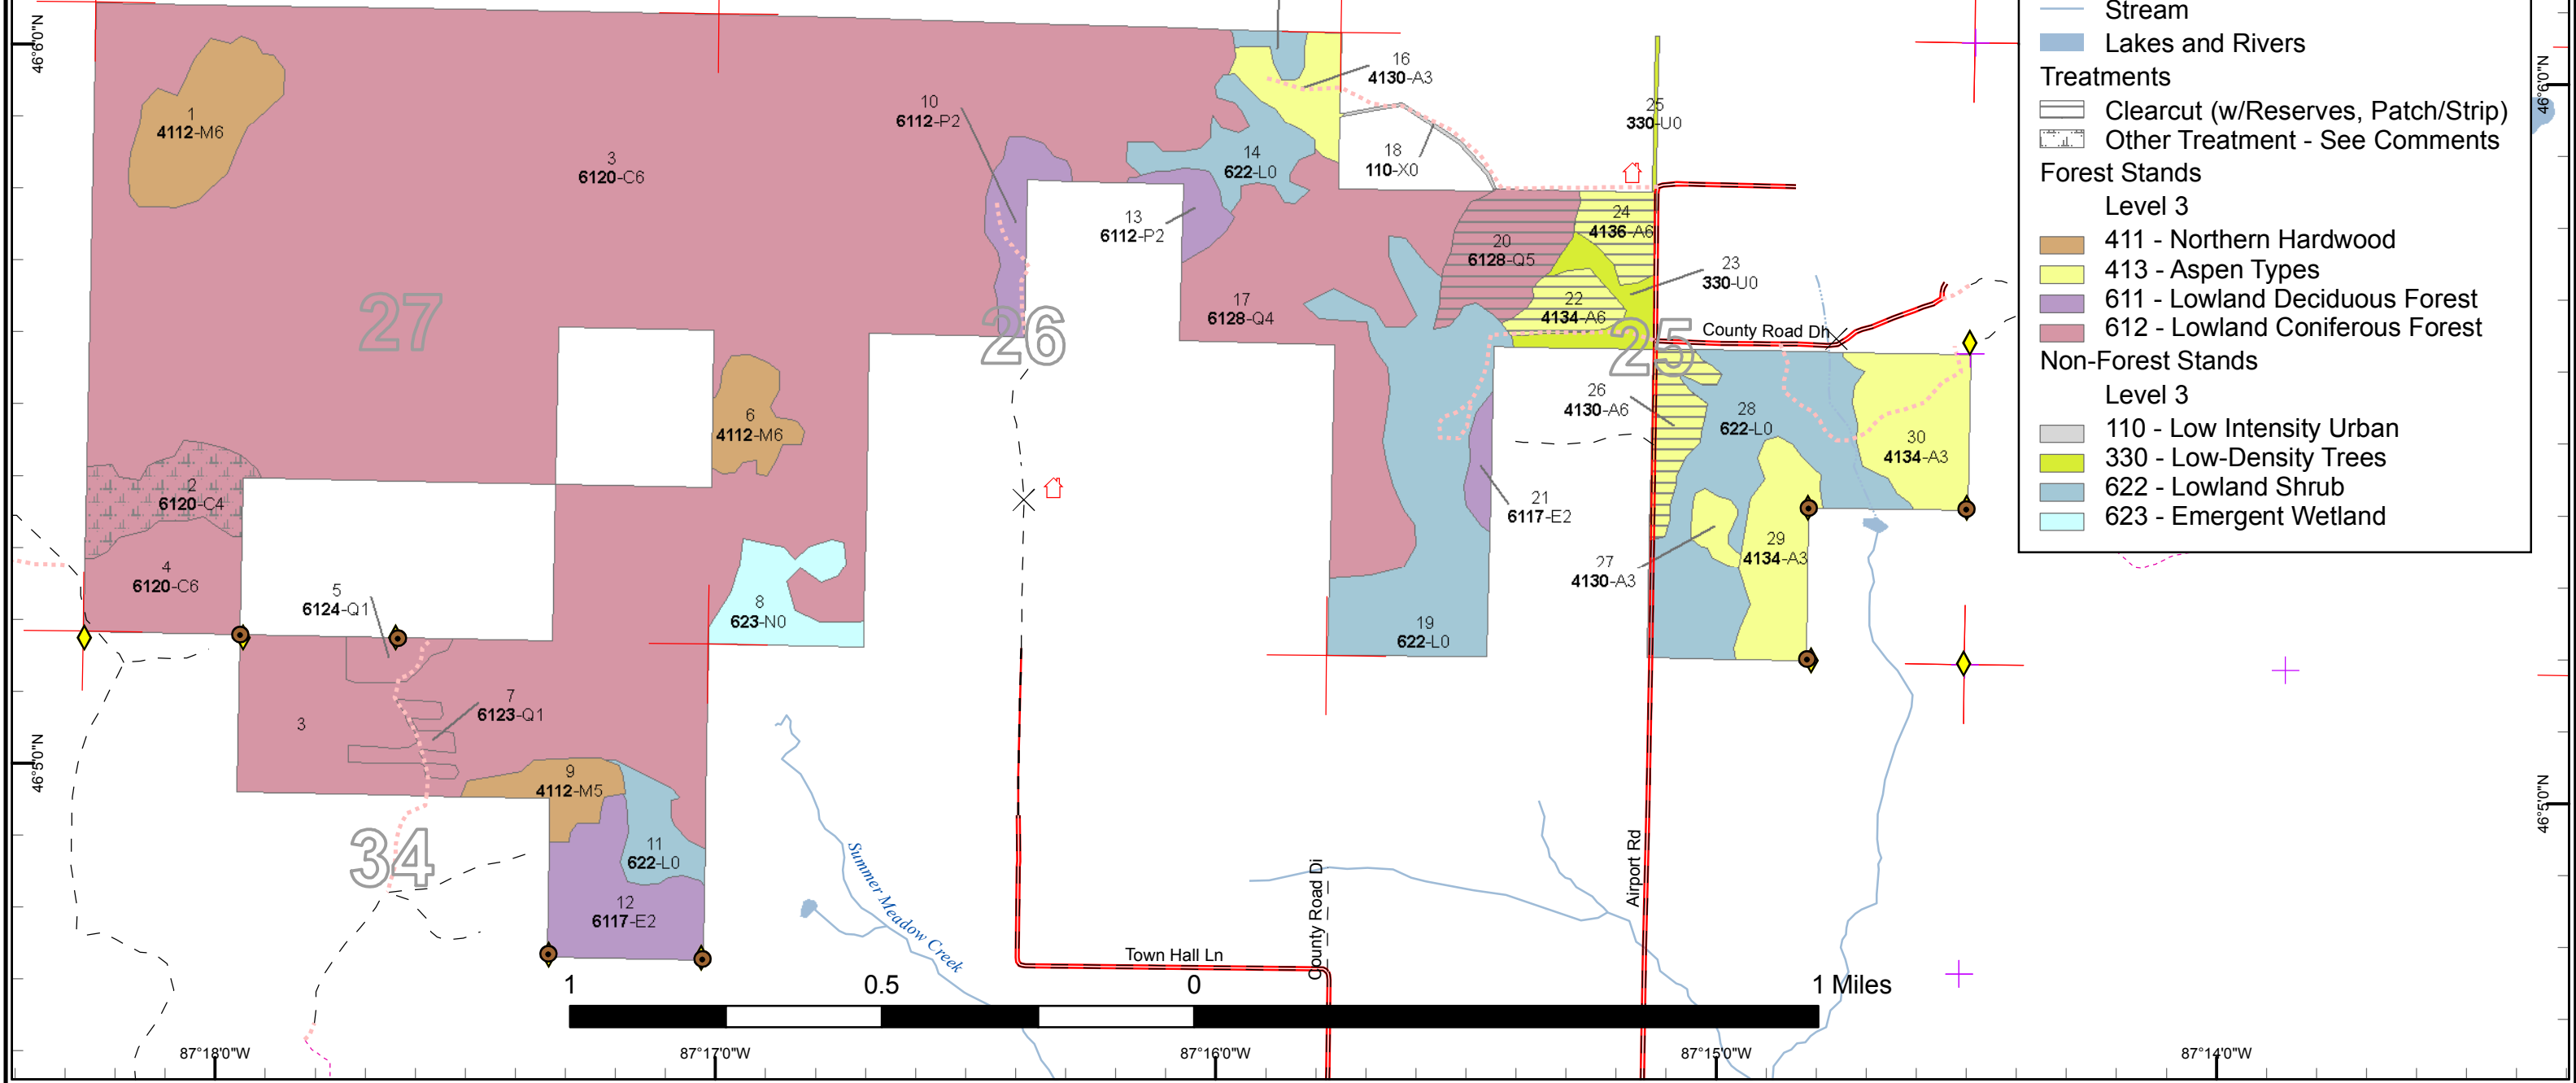 Stream
Lakes and Rivers
Treatments
Clearcut (w/Reserves, Patch/Strip)
Other Treatment - See Comments
Forest Stands
Level 3
411 - Northern Hardwood
413 - Aspen Types
611 - Lowland Deciduous Forest
612 - Lowland Coniferous Forest
Non-Forest Stands
Level 3
110 - Low Intensity Urban
330 - Low-Density Trees
622 - Lowland Shrub
623 - Emergent Wetland
46°6'0"N
46°6'0"N
1
4112-M6
3
6120-C6
10
6112-P2
16
4130-A3
25
330-U0
14
622-L0
18
110-X0
13
6112-P2
24
4136-A6
20
6128-Q5
23
330-U0
17
6128-Q4
22
4134-A6
27
26
25
County Road Dh
6
4112-M6
26
4130-A6
28
622-L0
30
4134-A3
2
6120-C4
21
6117-E2
4
6120-C6
5
6124-Q1
27
4130-A3
29
4134-A3
8
623-N0
19
622-L0
7
6123-Q1
3
46°5'0"N
46°5'0"N
9
4112-M5
11
622-L0
34
12
6117-E2
Summer Meadow Creek
Town Hall Ln
County Road Di
Airport Rd
1 0.5 0 1 Miles
87°18'0"W 87°17'0"W 87°16'0"W 87°15'0"W 87°14'0"W